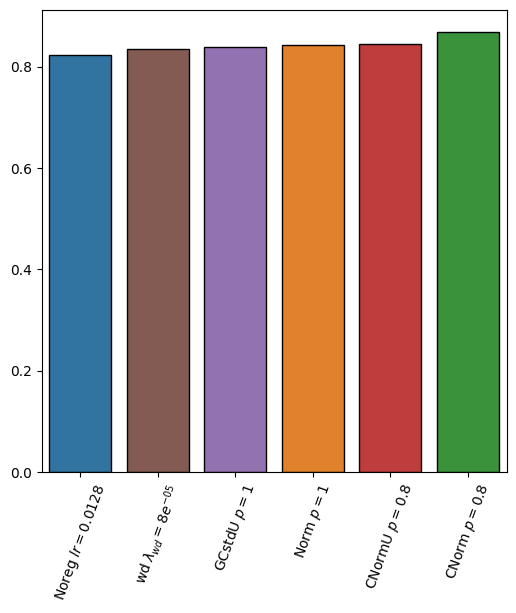 0.8
0.6
0.4
0.2
0.0
Noreg lr = 0.0128
wd λ_wd = 8e^−05
GCstdU p = 1
Norm p = 1
CNormU p = 0.8
CNorm p = 0.8